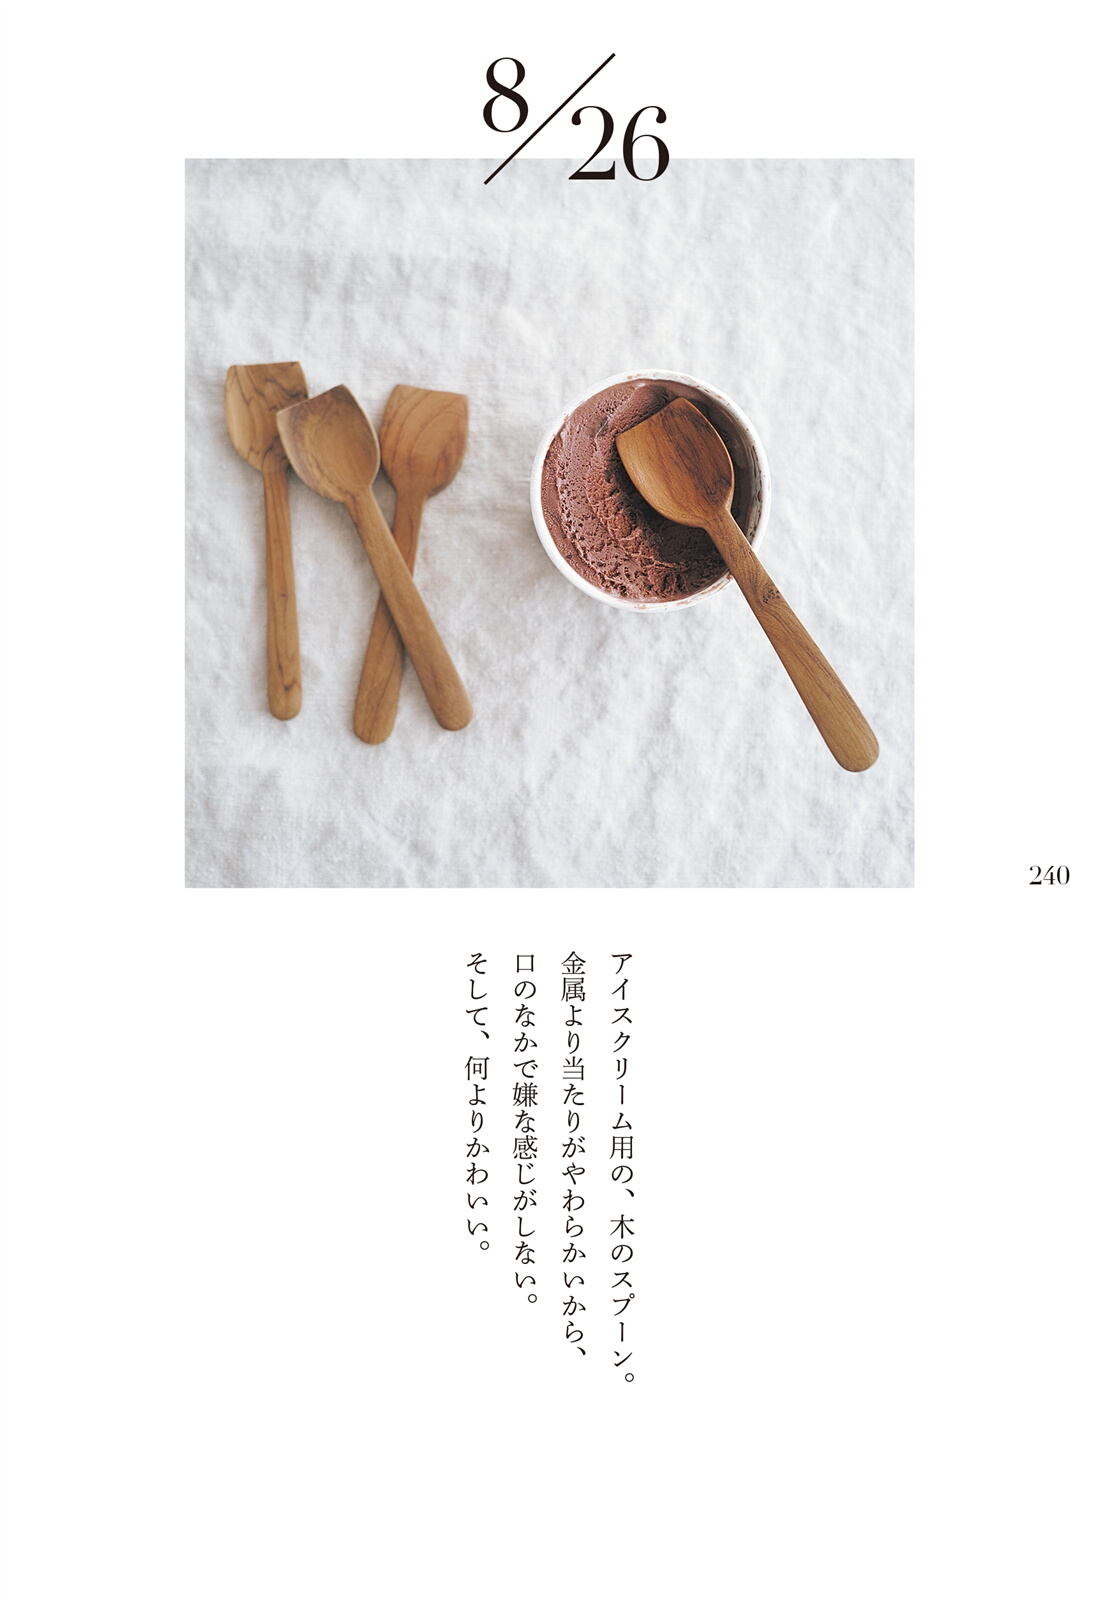 8/26
アイスクリーム用の、木のスプーン。
金属より当たりがやわらかいから、
口のなかで嫌な感じがしない。
そして、何よりかわいい。
240